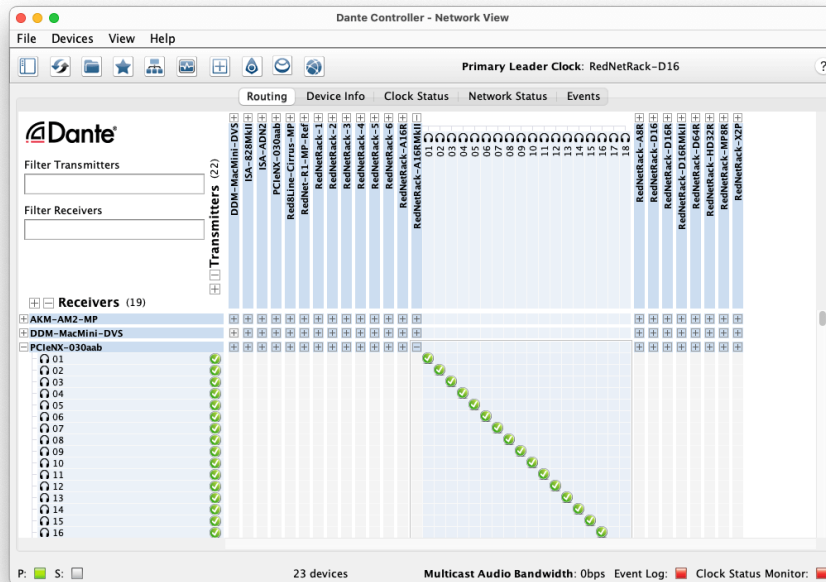 Dante Controller - Network View
File Devices View Help
Primary Leader Clock: RedNetRack-D16
?
Routing Device Info Clock Status Network Status Events
Dante
Filter Transmitters
Filter Receivers
Transmitters (22)
DDM-MacMini-DVS
ISA-828MkII
ISA-ADN2
PCIeNX-030aab
Red8Line-Cirrus-MP
RedNet-R1-MP-Ref
RedNetRack-1
RedNetRack-2
RedNetRack-3
RedNetRack-4
RedNetRack-5
RedNetRack-6
RedNetRack-A16R
RedNetRack-A16RMkII
01
02
03
04
05
06
07
08
09
10
11
12
13
14
15
16
17
18
RedNetRack-A8R
RedNetRack-D16
RedNetRack-D16R
RedNetRack-D16RMkII
RedNetRack-D64R
RedNetRack-HD32R
RedNetRack-MP8R
RedNetRack-X2P
Receivers (19)
AKM-AM2-MP
DDM-MacMini-DVS
PCIeNX-030aab
01
02
03
04
05
06
07
08
09
10
11
12
13
14
15
16
P: S: 23 devices Multicast Audio Bandwidth: 0bps Event Log: Clock Status Monitor: